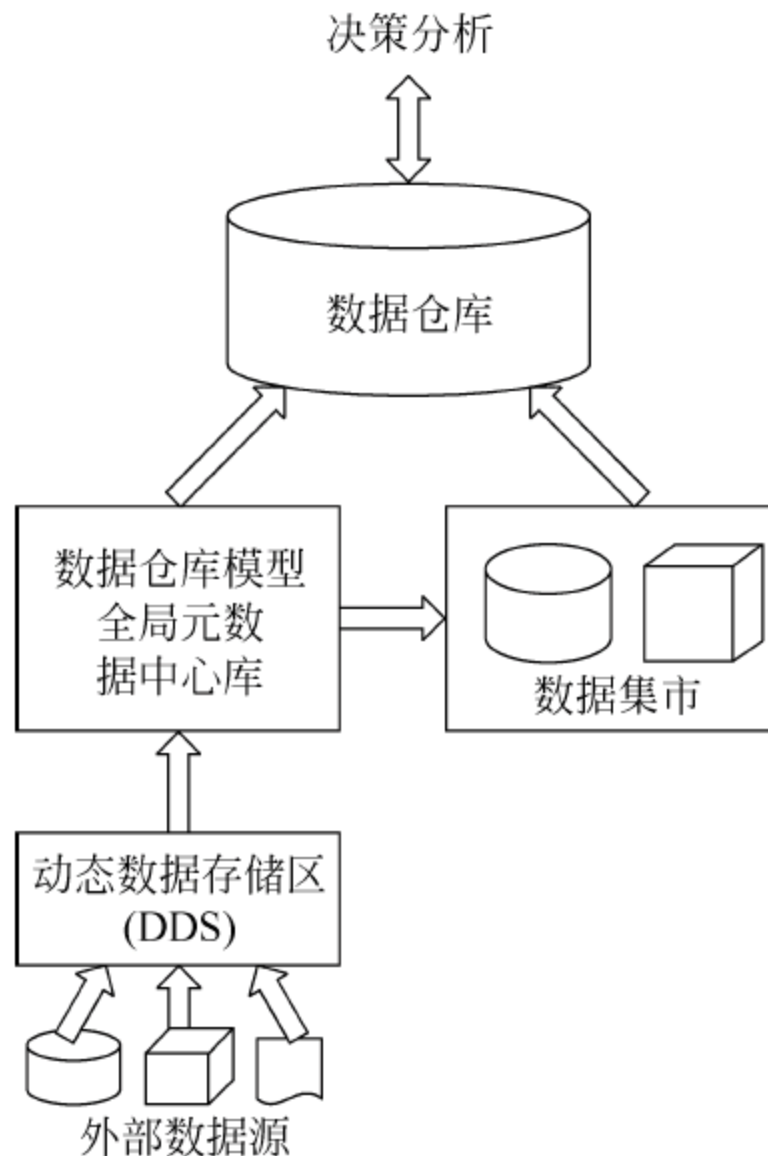 决策分析
数据仓库
数据仓库模型
全局元数
据中心库
数据集市
动态数据存储区
(DDS)
外部数据源